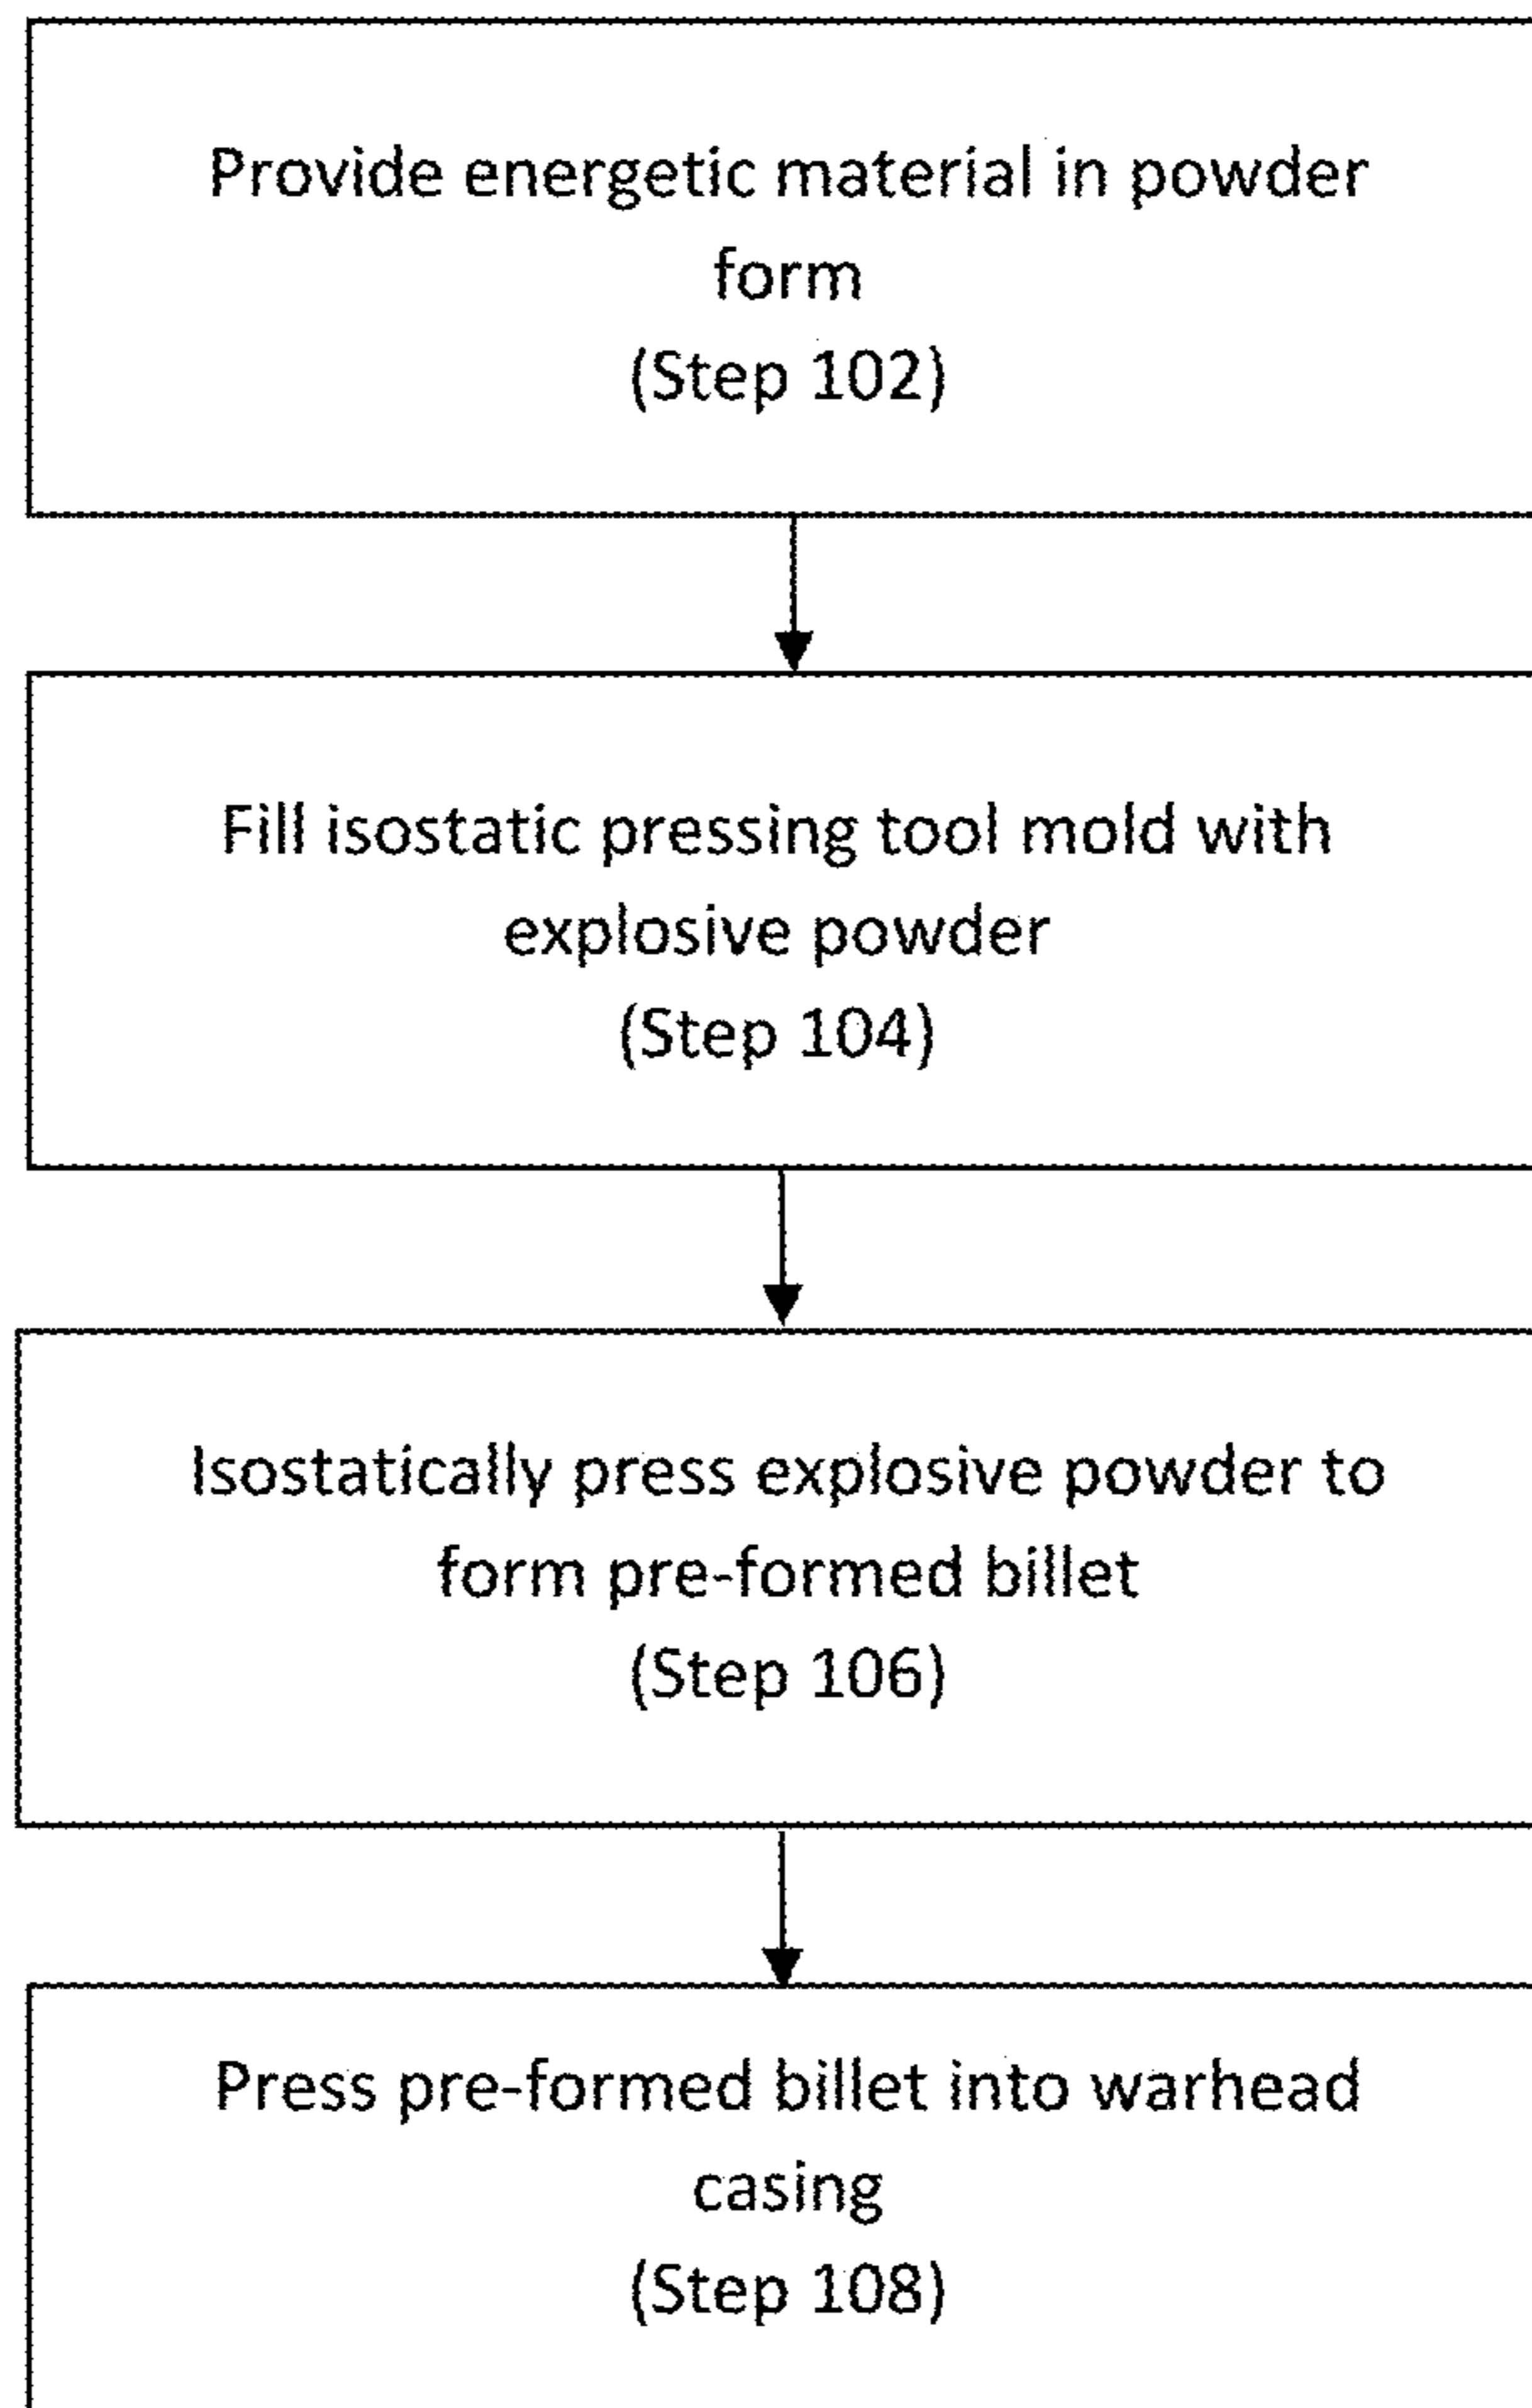 Provide energetic material in powder
form
(Step 102)
Fill isostatic pressing tool mold with
explosive powder
(Step 104)
Isostatically press explosive powder to
form pre-formed billet
(Step 106)
Press pre-formed billet into warhead
casing
(Step 108)